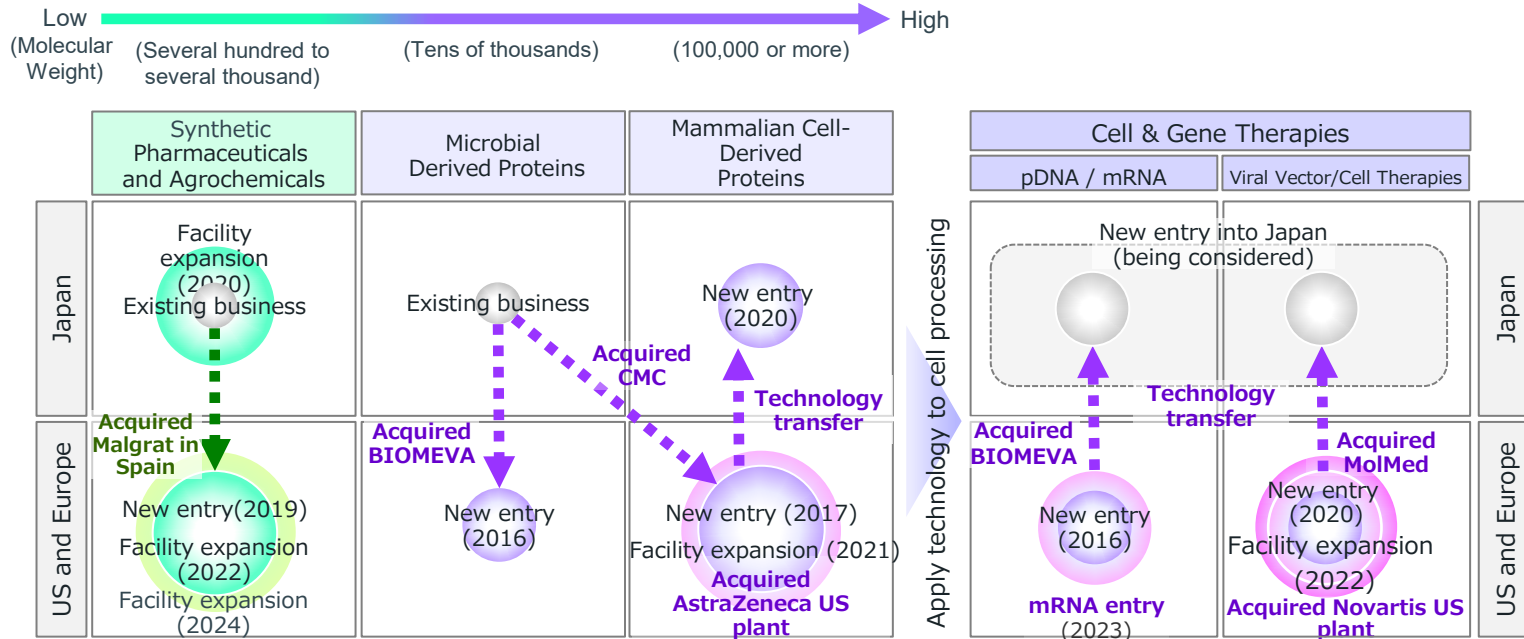 Low
High
(Molecular
Weight)
(Several hundred to
several thousand)
(Tens of thousands)
(100,000 or more)
Synthetic
Pharmaceuticals
and Agrochemicals
Microbial
Derived Proteins
Mammalian Cell-
Derived
Proteins
Cell & Gene Therapies
pDNA / mRNA
Viral Vector/Cell Therapies
Japan
Facility
expansion
(2020)
Existing business
Existing business
New entry
(2020)
Acquired
CMC
Technology
transfer
Acquired
Malgrat in
Spain
Acquired
BIOMEVA
US and Europe
New entry(2019)
Facility expansion
(2022)
Facility expansion
(2024)
New entry
(2016)
New entry (2017)
Facility expansion (2021)
Acquired
AstraZeneca US
plant
Apply technology to cell processing
New entry into Japan
(being considered)
Japan
Technology
transfer
Acquired
BIOMEVA
Acquired
MolMed
New entry
(2016)
mRNA entry
(2023)
New entry
(2020)
Facility expansion
(2022)
Acquired Novartis US
plant
US and Europe